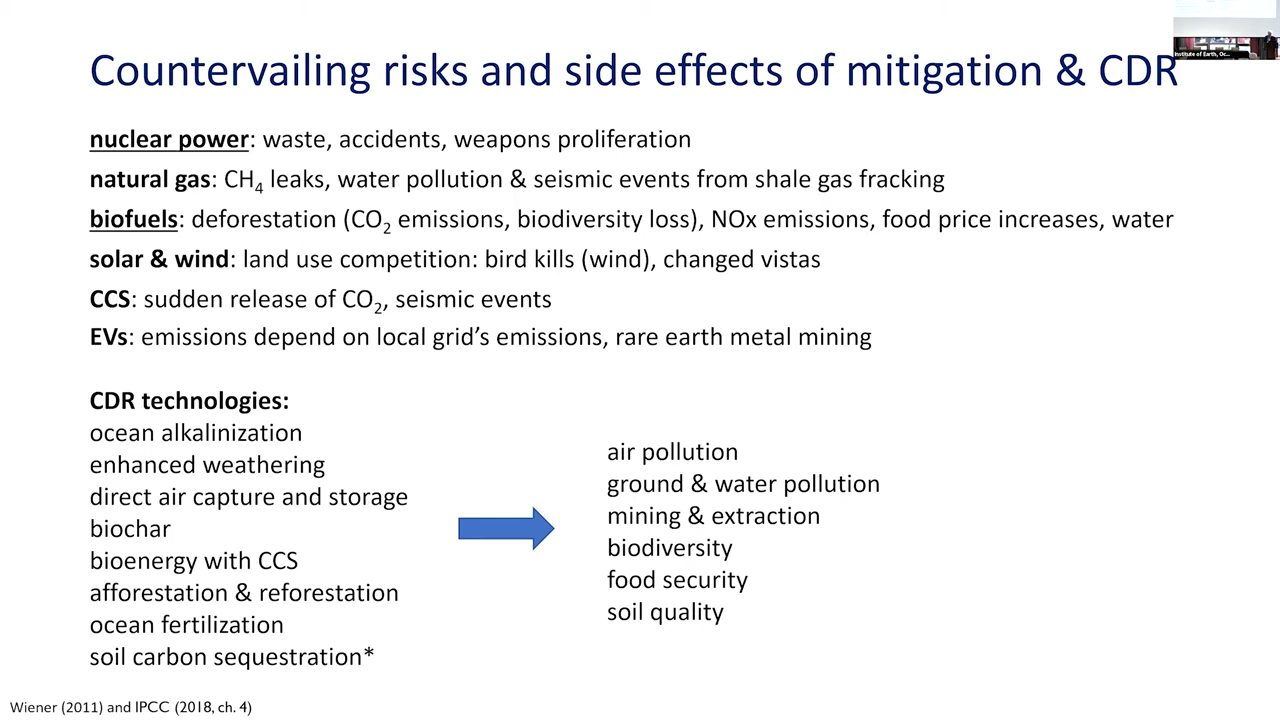 Countervailing risks and side effects of mitigation & CDR
Institute of Earth, Oc...
nuclear power: waste, accidents, weapons proliferation
natural gas: CH4 leaks, water pollution & seismic events from shale gas fracking
biofuels: deforestation (CO2 emissions, biodiversity loss), NOx emissions, food price increases, water
solar & wind: land use competition: bird kills (wind), changed vistas
CCS: sudden release of CO2, seismic events
EVs: emissions depend on local grid’s emissions, rare earth metal mining
CDR technologies:
ocean alkalinization
enhanced weathering
direct air capture and storage
biochar
bioenergy with CCS
afforestation & reforestation
ocean fertilization
soil carbon sequestration*
air pollution
ground & water pollution
mining & extraction
biodiversity
food security
soil quality
Wiener (2011) and IPCC (2018, ch. 4)